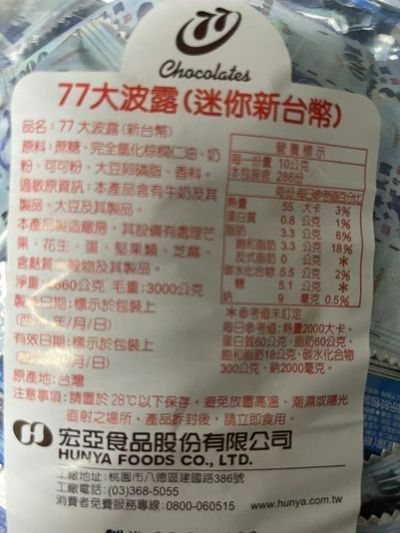 77
Chocolates
77大波露(迷你新台幣)
品名:77 大波露(新台幣)
原料:蔗糖、完全氫化棕櫚仁油、奶
粉、可可粉、大豆卵磷脂、香料。
過敏原資訊:本產品含有牛奶及其
製品、大豆及其製品。
本產品製造廠房,其設備有處理芒
果、花生、蛋、堅果類、芝麻、
含麩質之穀物及其製品。
淨重:2860公克 毛重:3000公克
製造日期:標示於包裝上
(西元/年/月/日)
有效日期:標示於包裝上
年/月/日)
原產地:台灣
營養標示
每一份量 10公克
本包裝含 286份
每份 每日參考值百分比
熱量 55 大卡 3%
蛋白質 0.8 公克 1%
脂肪 3.3 公克 6%
飽和脂肪 3.3 公克 18%
反式脂肪 0 公克 *
碳水化合物 5.5 公克 2%
糖 5.1 公克 *
鈉 9 毫克 0.5%
*參考值未訂定
每日參考值:熱量2000大卡、
蛋白質60公克、脂肪60公克、
飽和脂肪18公克、碳水化合物
300公克、鈉2000毫克。
注意事項:請置於28℃以下保存,避免放置高溫、潮濕或陽光
直射之場所,產品拆封後,請立即食用。
宏亞食品股份有限公司
HUNYA FOODS CO., LTD.
工廠地址:桃園市八德區建國路386號
工廠電話:(03)368-5055
消費者免費服務專線:0800-060515 www.hunya.com.tw